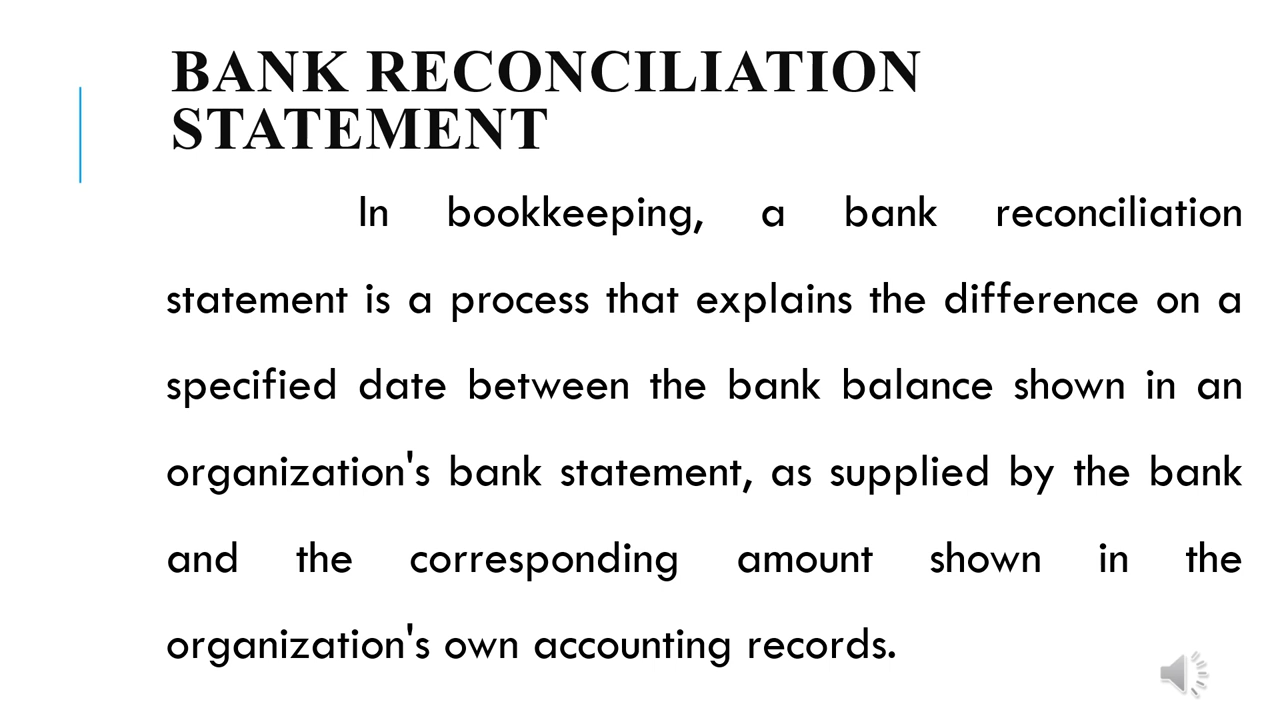 BANK RECONCILIATION
STATEMENT
In bookkeeping, a bank reconciliation
statement is a process that explains the difference on a
specified date between the bank balance shown in an
organization's bank statement, as supplied by the bank
and the corresponding amount shown in the
organization's own accounting records.